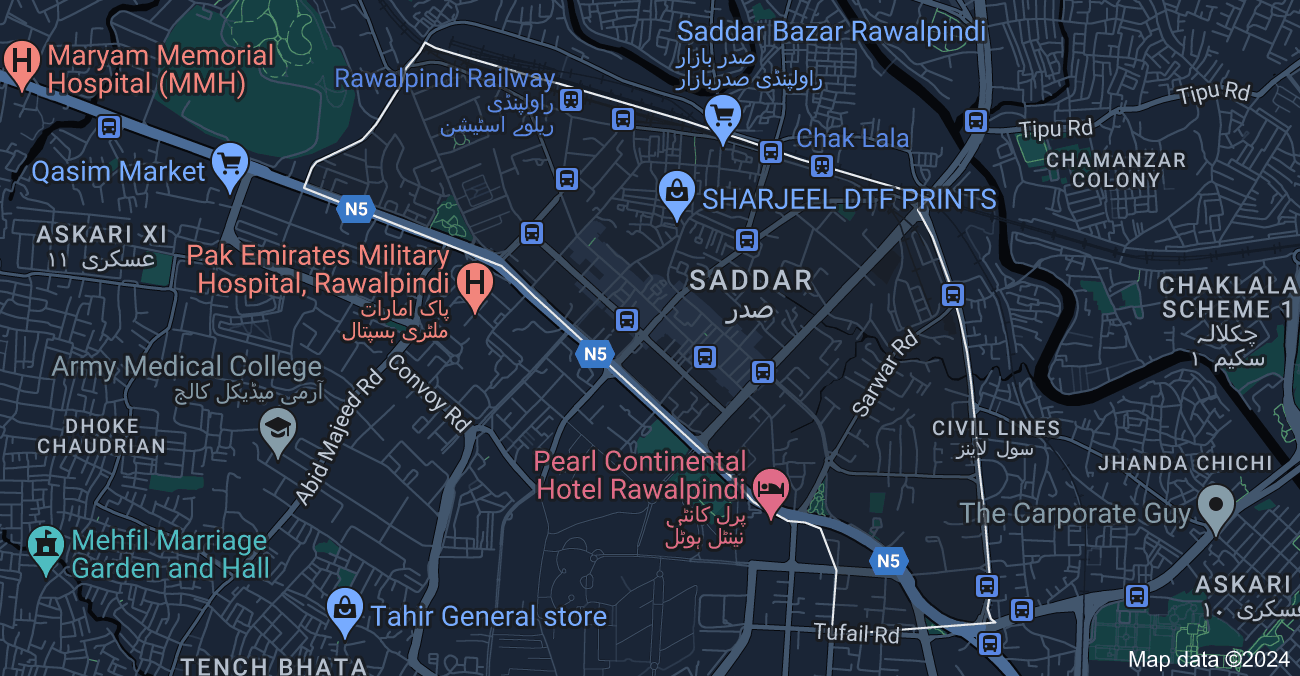 Saddar Bazar Rawalpindi
صدر بازار
راولپنڈی صدربازار
Maryam Memorial
Hospital (MMH)
Rawalpindi Railway
راولپنڈی
ریلوے اسٹیشن
Tipu Rd
Tipu Rd
Chak Lala
CHAMANZAR
COLONY
Qasim Market
SHARJEEL DTF PRINTS
N5
ASKARI XI
عسکری ۱۱
Pak Emirates Military
Hospital, Rawalpindi
پاک امارات
ملٹری ہسپتال
SADDAR
صدر
CHAKLALA
SCHEME 1
چکلالہ
سکیم ۱
N5
Army Medical College
آرمی میڈیکل کالج
Convoy Rd
Abid Majeed Rd
Sarwar Rd
DHOKE
CHAUDRIAN
CIVIL LINES
سول لائنز
JHANDA CHICHI
Pearl Continental
Hotel Rawalpindi
پرل کانٹی
نینٹل ہوٹل
The Carporate Guy
Mehfil Marriage
Garden and Hall
N5
ASKARI
عسکری ۱۰
Tahir General store
Tufail Rd
TENCH BHATA
Map data ©2024